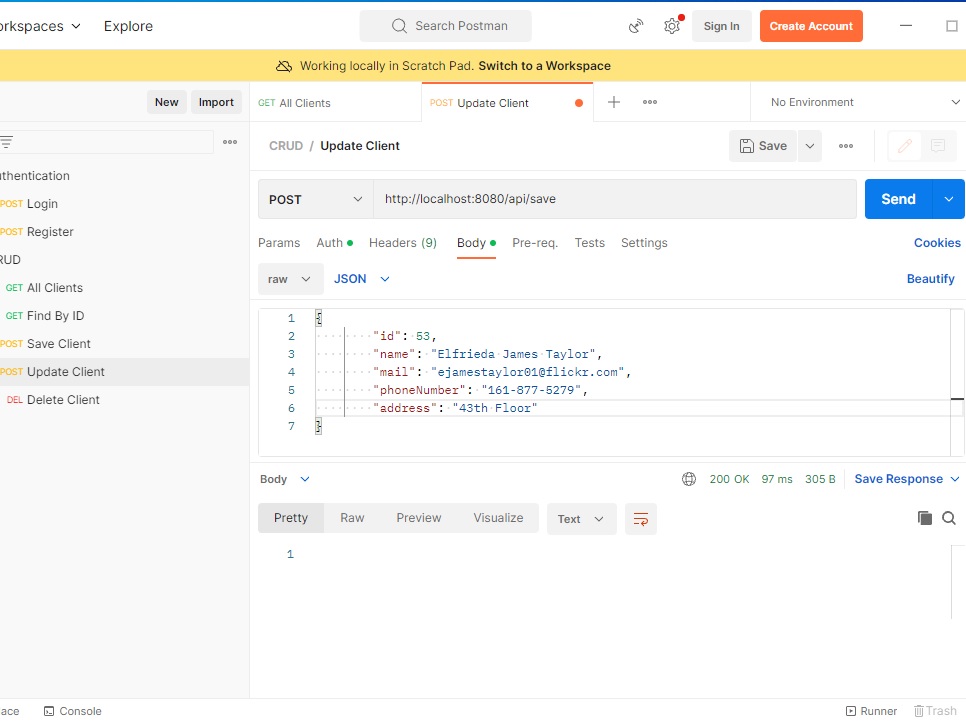 orkspaces Explore Search Postman Sign In Create Account
Working locally in Scratch Pad. Switch to a Workspace
New Import
GET All Clients POST Update Client No Environment
CRUD / Update Client Save
uthentication
POST Login
POST Register
RUD
GET All Clients
GET Find By ID
POST Save Client
POST Update Client
DEL Delete Client
POST http://localhost:8080/api/save Send
Params Auth Headers (9) Body Pre-req. Tests Settings Cookies
raw JSON Beautify
1 {
2 "id": 53,
3 "name": "Elfrieda James Taylor",
4 "mail": "ejamestaylor01@flickr.com",
5 "phoneNumber": "161-877-5279",
6 "address": "43th Floor"
7 }
Body 200 OK 97 ms 305 B Save Response
Pretty Raw Preview Visualize Text
1
ace Console Runner Trash